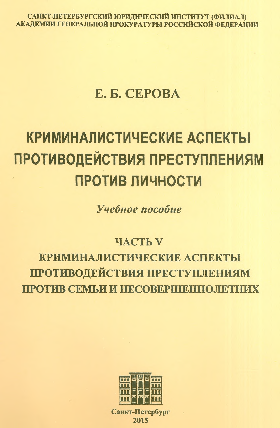 САНКТ-ПЕТЕРБУРГСКИЙ ЮРИДИЧЕСКИЙ ИНСТИТУТ (ФИЛИАЛ)
АКАДЕМИИ ГЕНЕРАЛЬНОЙ ПРОКУРАТУРЫ РОССИЙСКОЙ ФЕДЕРАЦИИ
Е. Б. СЕРОВА
КРИМИНАЛИСТИЧЕСКИЕ АСПЕКТЫ
ПРОТИВОДЕЙСТВИЯ ПРЕСТУПЛЕНИЯМ
ПРОТИВ ЛИЧНОСТИ
Учебное пособие
ЧАСТЬ V
КРИМИНАЛИСТИЧЕСКИЕ АСПЕКТЫ
ПРОТИВОДЕЙСТВИЯ ПРЕСТУПЛЕНИЯМ
ПРОТИВ СЕМЬИ И НЕСОВЕРШЕННОЛЕТНИХ
Санкт-Петербург
2015